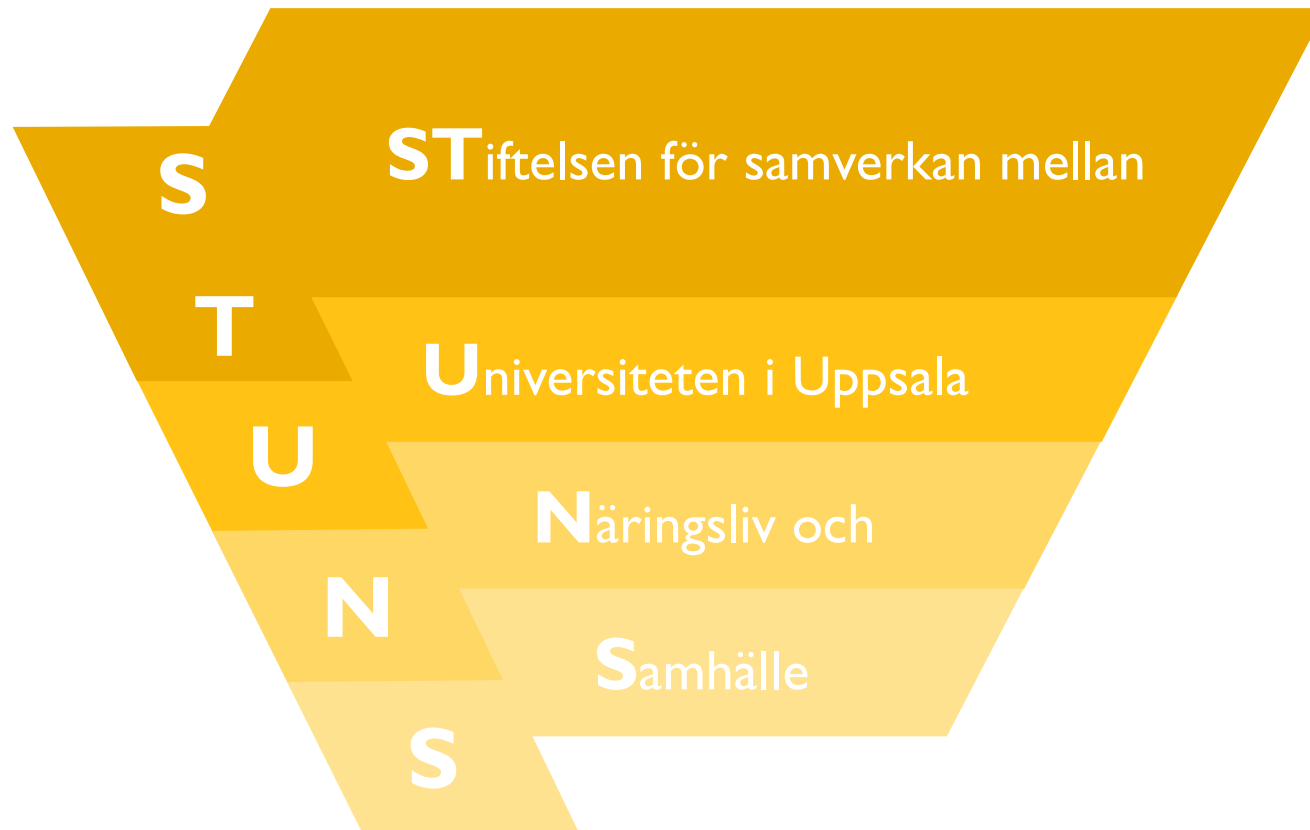 S
STiftelsen för samverkan mellan
T
Universiteten i Uppsala
U
Näringsliv och
N
Samhälle
S